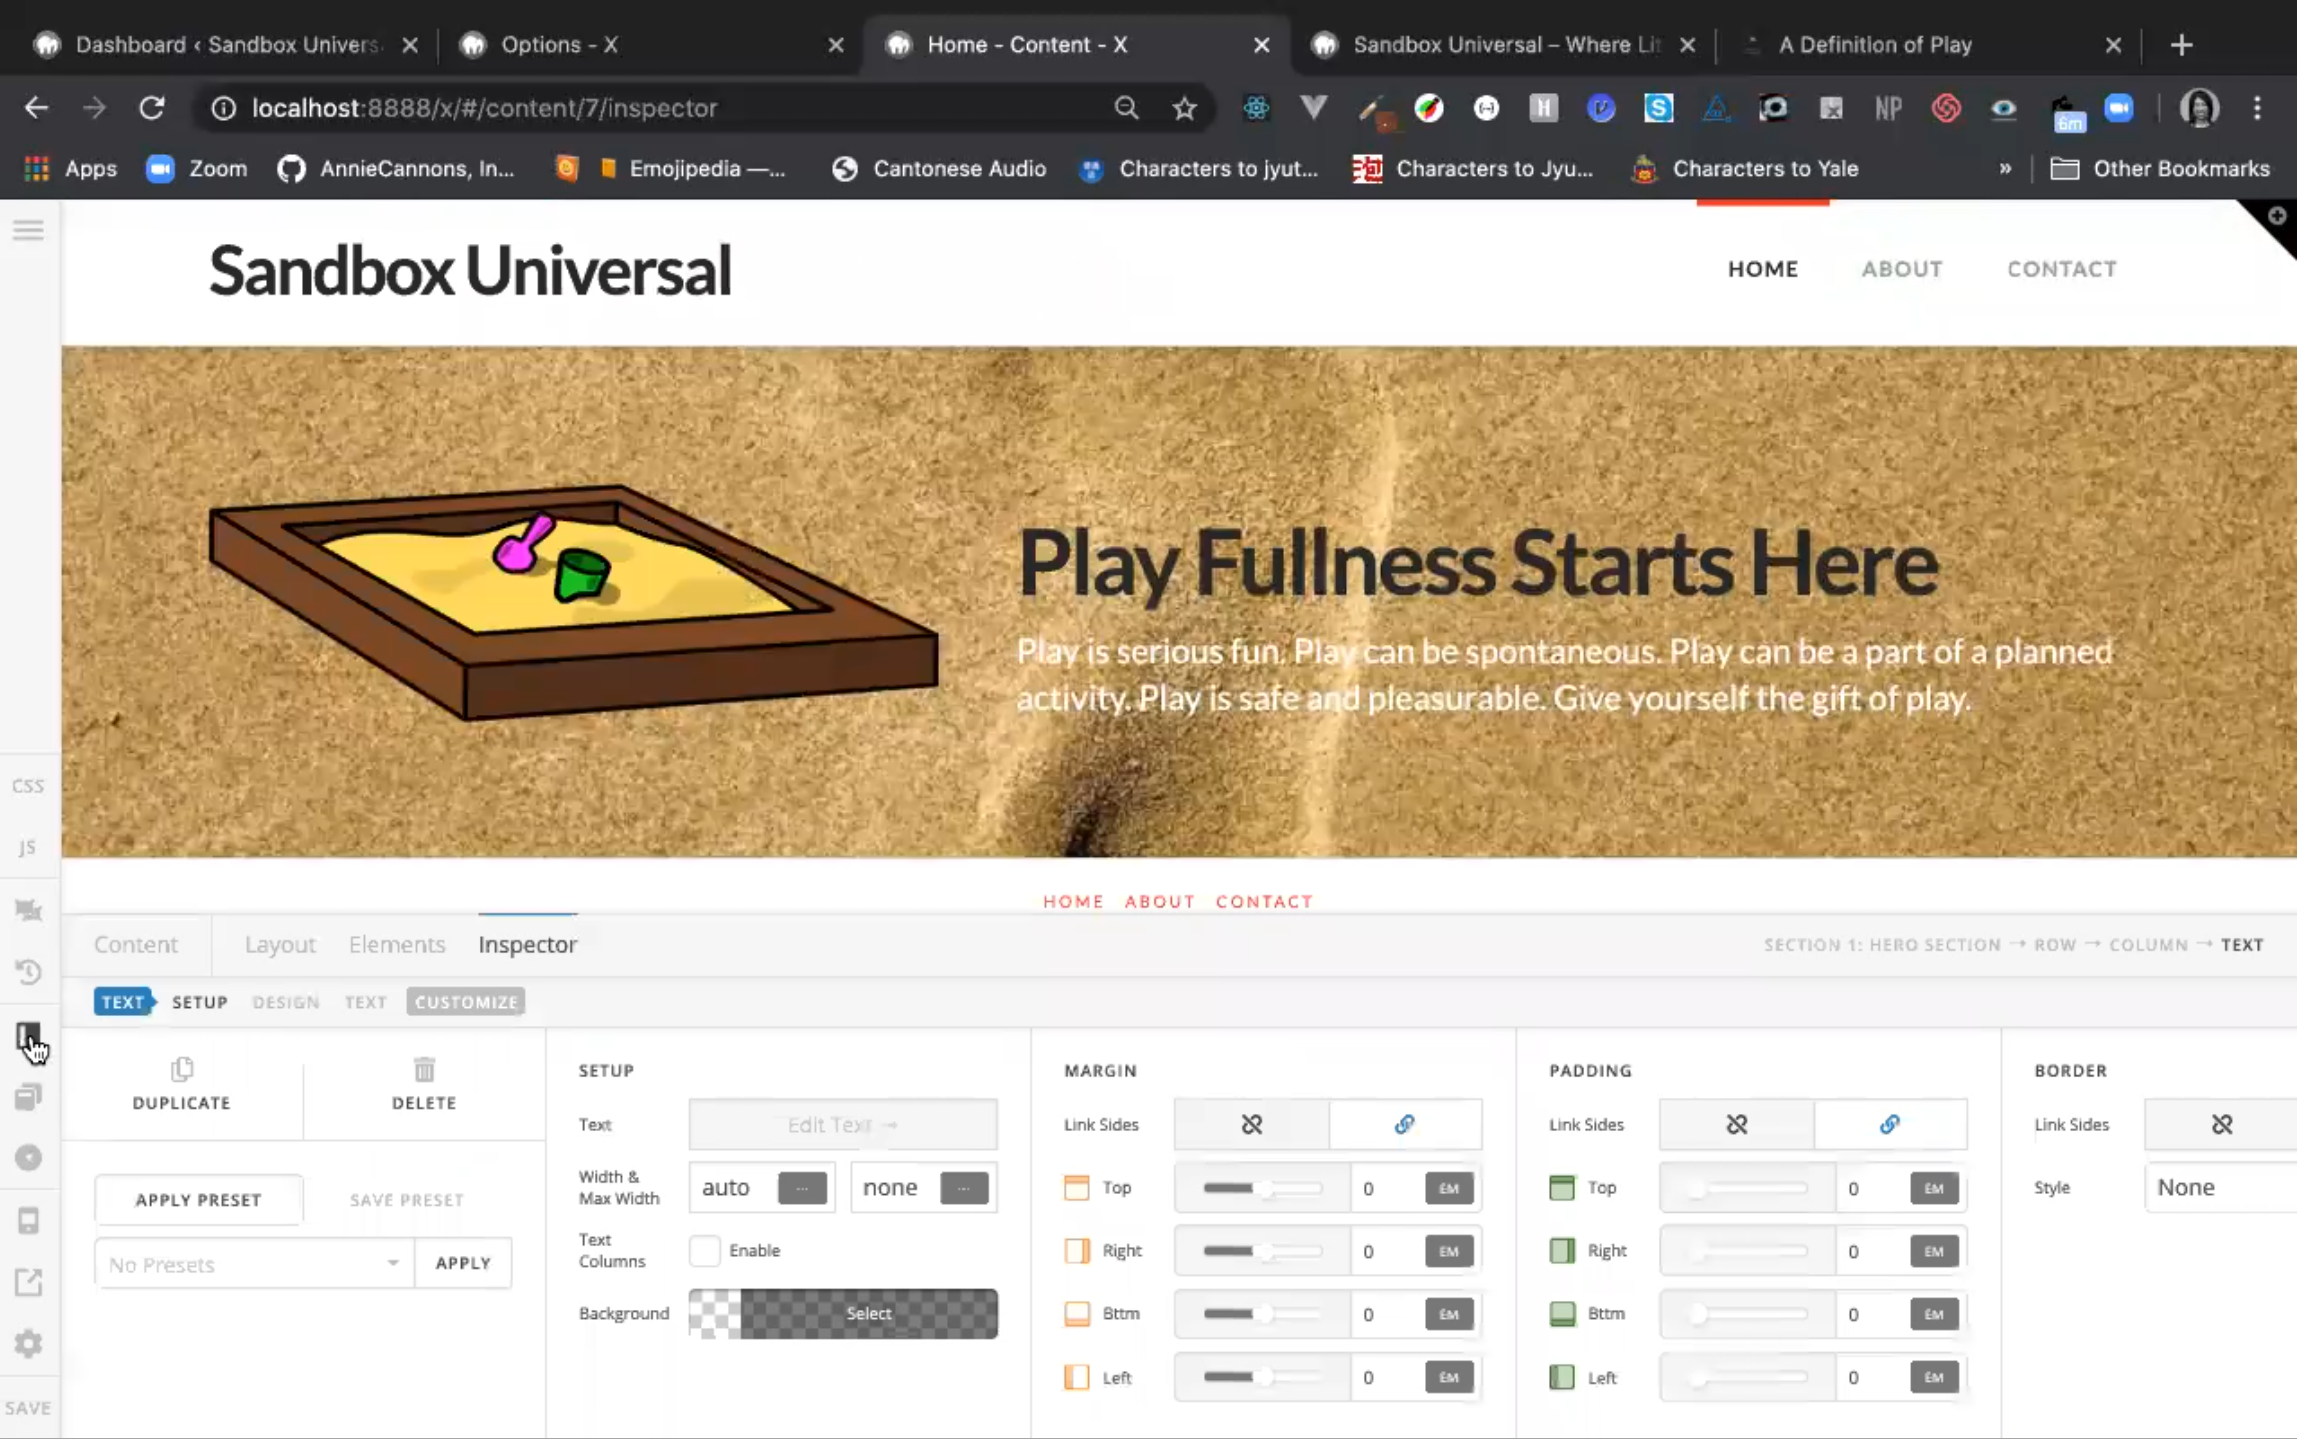 Dashboard ‹ Sandbox Univers
Options - X
Home - Content - X
Sandbox Universal – Where Lit
A Definition of Play
localhost:8888/x/#/content/7/inspector
NP
6m
Apps
Zoom
AnnieCannons, In...
Emojipedia —...
Cantonese Audio
Characters to jyut...
Characters to Jyu...
Characters to Yale
»
Other Bookmarks
Sandbox Universal
HOME
ABOUT
CONTACT
Play Fullness Starts Here
Play is serious fun. Play can be spontaneous. Play can be a part of a planned
activity. Play is safe and pleasurable. Give yourself the gift of play.
CSS
JS
HOME ABOUT CONTACT
Content
Layout
Elements
Inspector
SECTION 1: HERO SECTION → ROW → COLUMN → TEXT
TEXT
SETUP
DESIGN
TEXT
CUSTOMIZE
DUPLICATE
DELETE
APPLY PRESET
SAVE PRESET
No Presets
APPLY
SETUP
Text
Edit Text →
Width &
Max Width
auto
...
none
...
Text
Columns
Enable
Background
Select
MARGIN
Link Sides
Top
0
EM
Right
0
EM
Bttm
0
EM
Left
0
EM
PADDING
Link Sides
Top
0
EM
Right
0
EM
Bttm
0
EM
Left
0
EM
BORDER
Link Sides
Style
None
SAVE